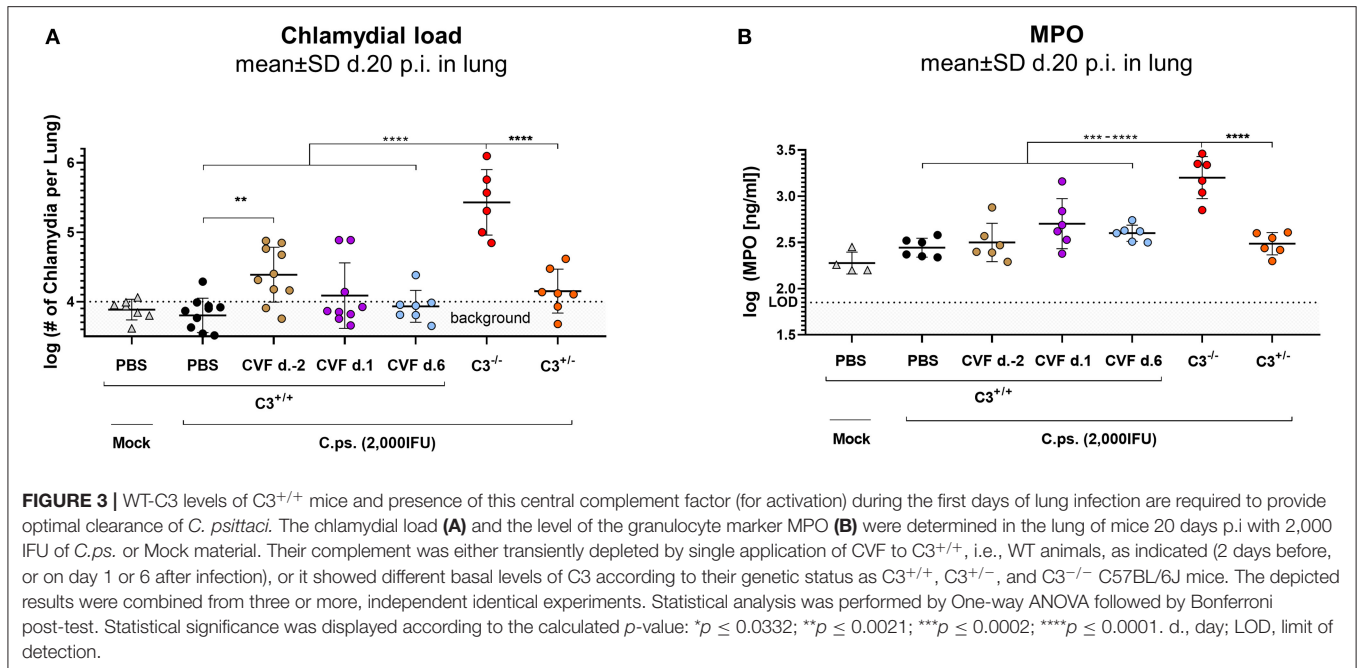 A
Chlamydial load
mean±SD d.20 p.i. in lung
log (# of Chlamydia per Lung)
6
5
4
**
****
****
background
PBS PBS CVF d.-2 CVF d.1 CVF d.6 C3-/- C3+/-
C3+/+
Mock C.ps. (2,000IFU)
B
MPO
mean±SD d.20 p.i. in lung
log (MPO [ng/ml])
3.5
3.0
2.5
2.0
LOD
1.5
***-****
****
PBS PBS CVF d.-2 CVF d.1 CVF d.6 C3-/- C3+/-
C3+/+
Mock C.ps. (2,000IFU)
FIGURE 3 | WT-C3 levels of C3+/+ mice and presence of this central complement factor (for activation) during the first days of lung infection are required to provide
optimal clearance of C. psittaci. The chlamydial load (A) and the level of the granulocyte marker MPO (B) were determined in the lung of mice 20 days p.i with 2,000
IFU of C.ps. or Mock material. Their complement was either transiently depleted by single application of CVF to C3+/+, i.e., WT animals, as indicated (2 days before,
or on day 1 or 6 after infection), or it showed different basal levels of C3 according to their genetic status as C3+/+, C3+/−, and C3−/− C57BL/6J mice. The depicted
results were combined from three or more, independent identical experiments. Statistical analysis was performed by One-way ANOVA followed by Bonferroni
post-test. Statistical significance was displayed according to the calculated p-value: *p ≤ 0.0332; **p ≤ 0.0021; ***p ≤ 0.0002; ****p ≤ 0.0001. d., day; LOD, limit of
detection.